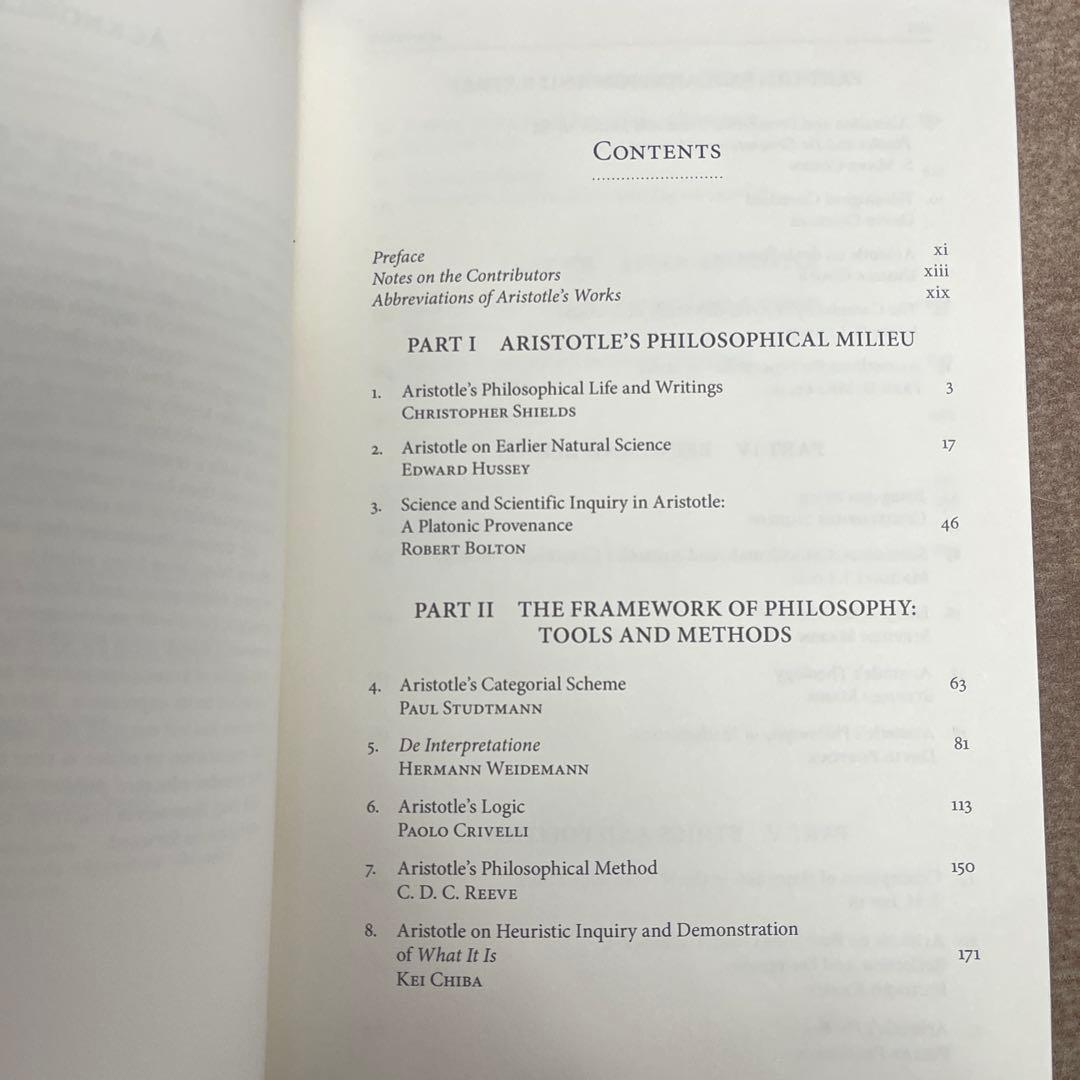 CONTENTS
Preface xi
Notes on the Contributors xiii
Abbreviations of Aristotle's Works xix
PART I ARISTOTLE'S PHILOSOPHICAL MILIEU
1. Aristotle's Philosophical Life and Writings 3
CHRISTOPHER SHIELDS
2. Aristotle on Earlier Natural Science 17
EDWARD HUSSEY
3. Science and Scientific Inquiry in Aristotle:
A Platonic Provenance 46
ROBERT BOLTON
PART II THE FRAMEWORK OF PHILOSOPHY:
TOOLS AND METHODS
4. Aristotle's Categorial Scheme 63
PAUL STUDTMANN
5. De Interpretatione 81
HERMANN WEIDEMANN
6. Aristotle's Logic 113
PAOLO CRIVELLI
7. Aristotle's Philosophical Method 150
C. D. C. REEVE
8. Aristotle on Heuristic Inquiry and Demonstration
of What It Is 171
KEI CHIBA